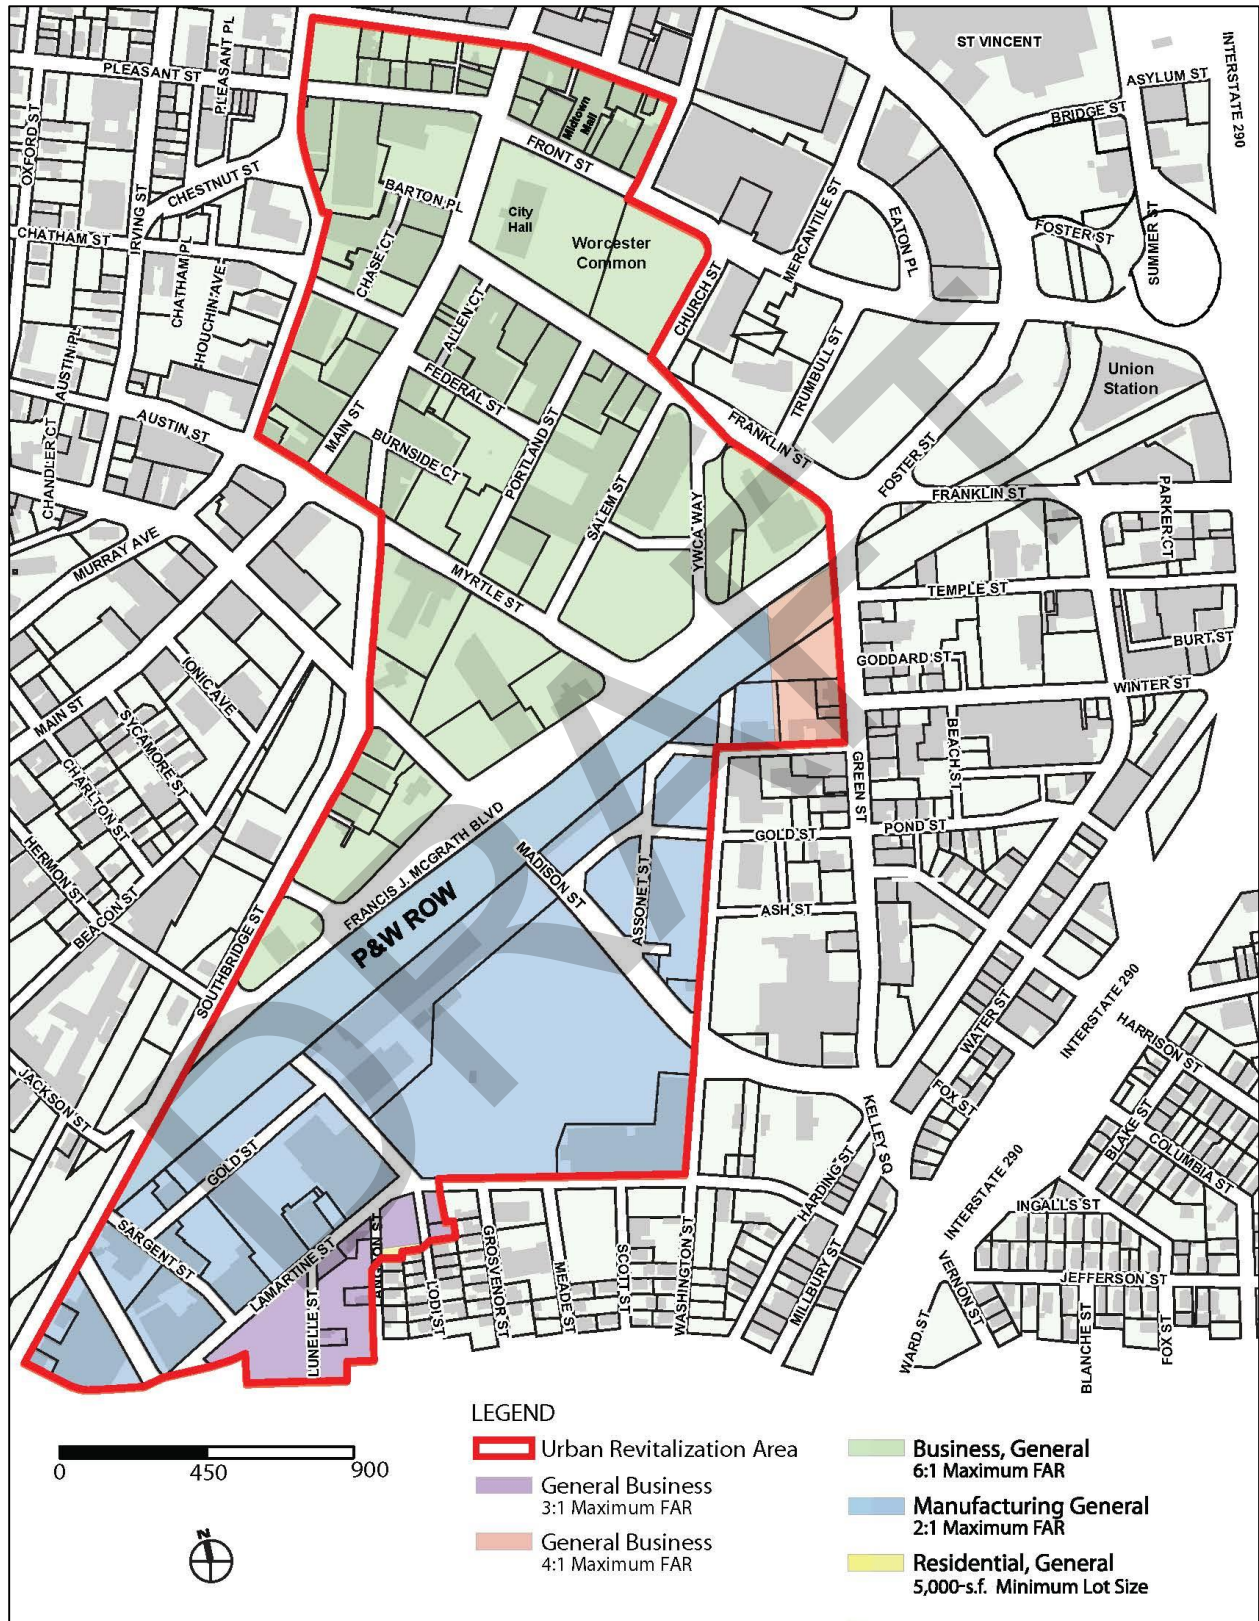 ST VINCENT
INTERSTATE 290
ASYLUM ST
BRIDGE ST
PLEASANT PL
PLEASANT ST
OXFORD ST
Midtown
Mall
FRONT ST
CHESTNUT ST
IRVING ST
BARTON PL
CHATHAM ST
CHATHAM PL
CHASE CT
City
Hall
Worcester
Common
MERCANTILE ST
EATON PL
FOSTER ST
SUMMER ST
CHURCH ST
AUSTIN PL
ALLEN CT
FEDERAL ST
TRUMBULL ST
Union
Station
AUSTIN ST
MAIN ST
BURNSIDE CT
PORTLAND ST
FRANKLIN ST
CHANDLER CT
SALEM ST
YWCA WAY
FOSTER ST
FRANKLIN ST
PARKER CT
MURRAY AVE
MYRTLE ST
TEMPLE ST
BURT ST
IONIC AVE
GODDARD ST
WINTER ST
MAIN ST
SYCAMORE ST
CHARLTON ST
BEACH ST
GREEN ST
HERMON ST
FRANCIS J. MCGRATH BLVD
MADISON ST
GOLD ST
POND ST
BEACON ST
P&W ROW
ASSONET ST
ASH ST
SOUTHBRIDGE ST
WATER ST
INTERSTATE 290
HARRISON ST
JACKSON ST
FOX ST
KELLEY SQ
BLAKE ST
COLUMBIA ST
GOLD ST
HARDING ST
INTERSTATE 290
INGALLS ST
SARGENT ST
LAMARTINE ST
GROSVENOR ST
MEADE ST
SCOTT ST
WASHINGTON ST
MILLBURY ST
VERNON ST
JEFFERSON ST
LUNELLE ST
LODI ST
WARD ST
BLANCHE ST
FOX ST
DRAFT
LEGEND
Urban Revitalization Area
General Business
3:1 Maximum FAR
General Business
4:1 Maximum FAR
Business, General
6:1 Maximum FAR
Manufacturing General
2:1 Maximum FAR
Residential, General
5,000-s.f. Minimum Lot Size
0 450 900
N